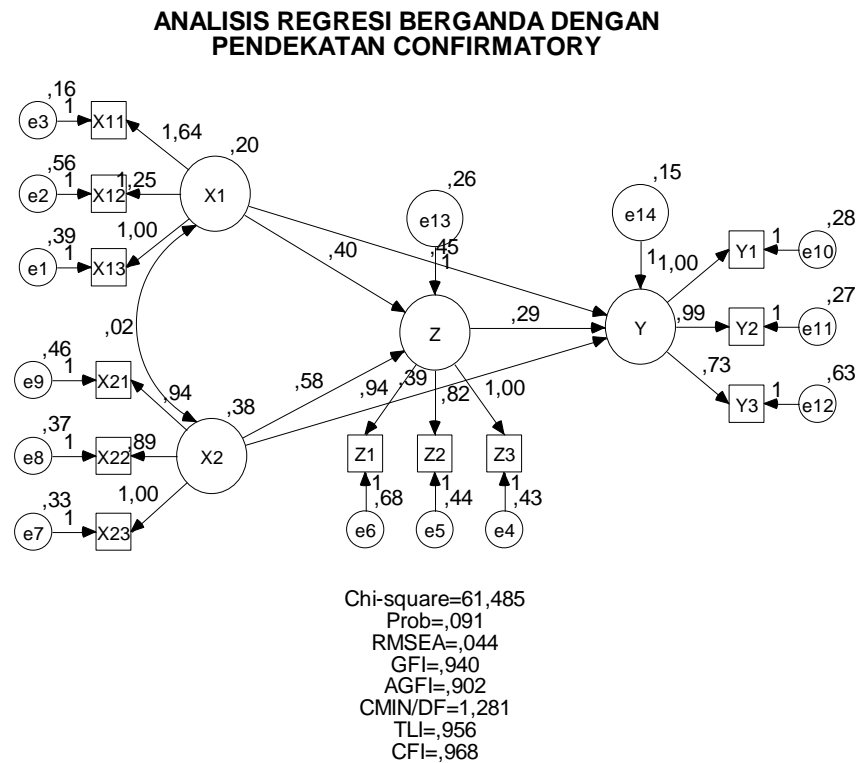 ANALISIS REGRESI BERGANDA DENGAN
PENDEKATAN CONFIRMATORY
,16
e3 1 X11
1,64
,20
,56
e2 1 X12 1,25
X1
,39
e1 1 X13 1,00
,26
e13
1
,15
e14
1
,40
,45
,02
1,00
Y1 1 e10 ,28
Z
,29
Y
,99
Y2 1 e11 ,27
,73
Y3 1 e12 ,63
,46
e9 1 X21
,94
,38
,37
e8 1 X22 ,89
X2
,33
e7 1 X23 1,00
,58
,39
,94
,82
1,00
Z1
Z2
Z3
1
,68
1
,44
1
,43
e6
e5
e4
Chi-square=61,485
Prob=,091
RMSEA=,044
GFI=,940
AGFI=,902
CMIN/DF=1,281
TLI=,956
CFI=,968